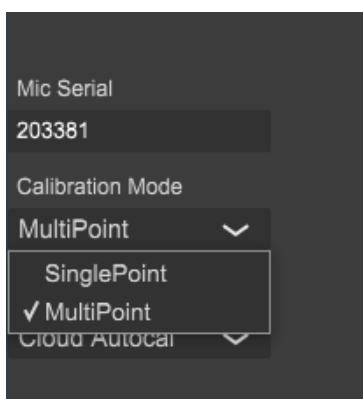 Mic Serial
203381
Calibration Mode
MultiPoint
SinglePoint
✓ MultiPoint
Cloud Autocal